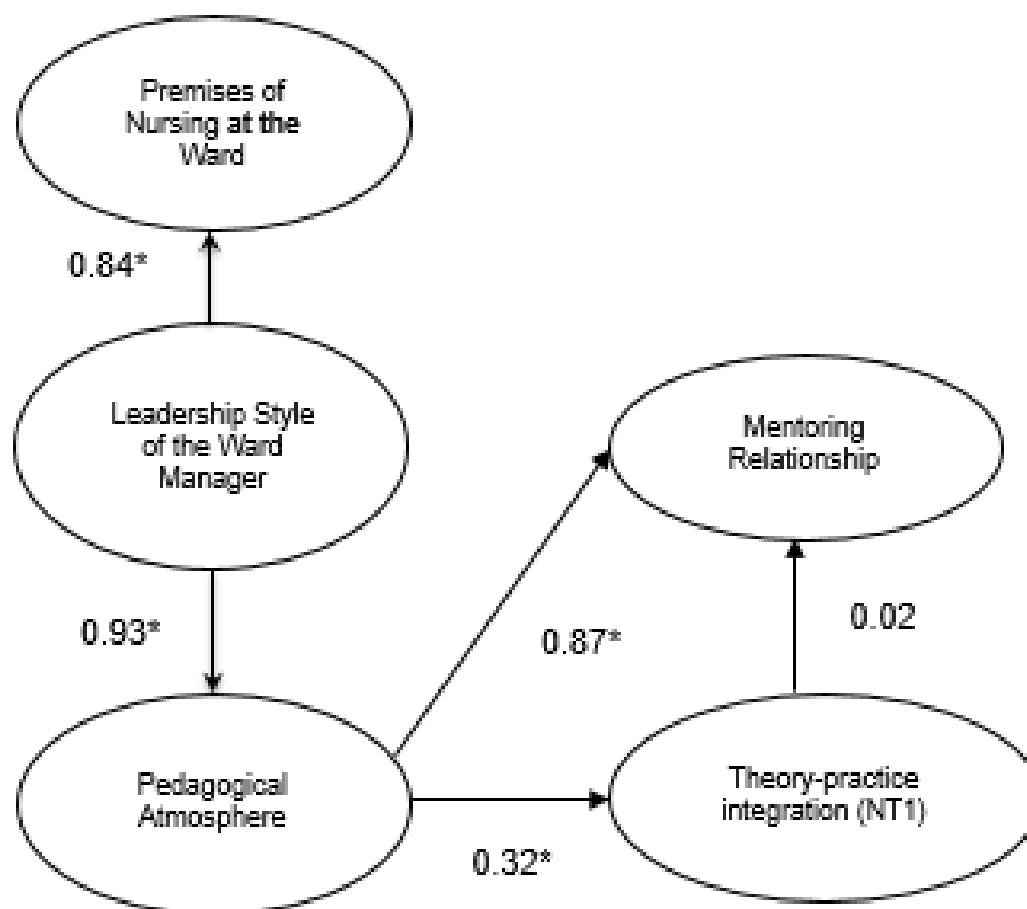 Premises of
Nursing at the
Ward
0.84*
Leadership Style
of the Ward
Manager
Mentoring
Relationship
0.93*
0.87*
0.02
Pedagogical
Atmosphere
Theory-practice
integration (NT1)
0.32*